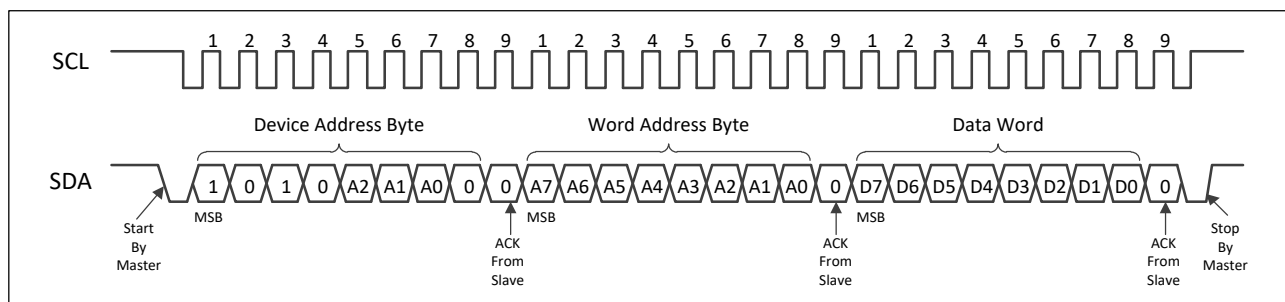 SCL
1 2 3 4 5 6 7 8 9 1 2 3 4 5 6 7 8 9 1 2 3 4 5 6 7 8 9
Device Address Byte Word Address Byte Data Word
SDA
1 0 1 0 A2 A1 A0 0 0 A7 A6 A5 A4 A3 A2 A1 A0 0 D7 D6 D5 D4 D3 D2 D1 D0 0
MSB MSB MSB
Start
By
Master
ACK
From
Slave
ACK
From
Slave
ACK
From
Slave
Stop
By
Master